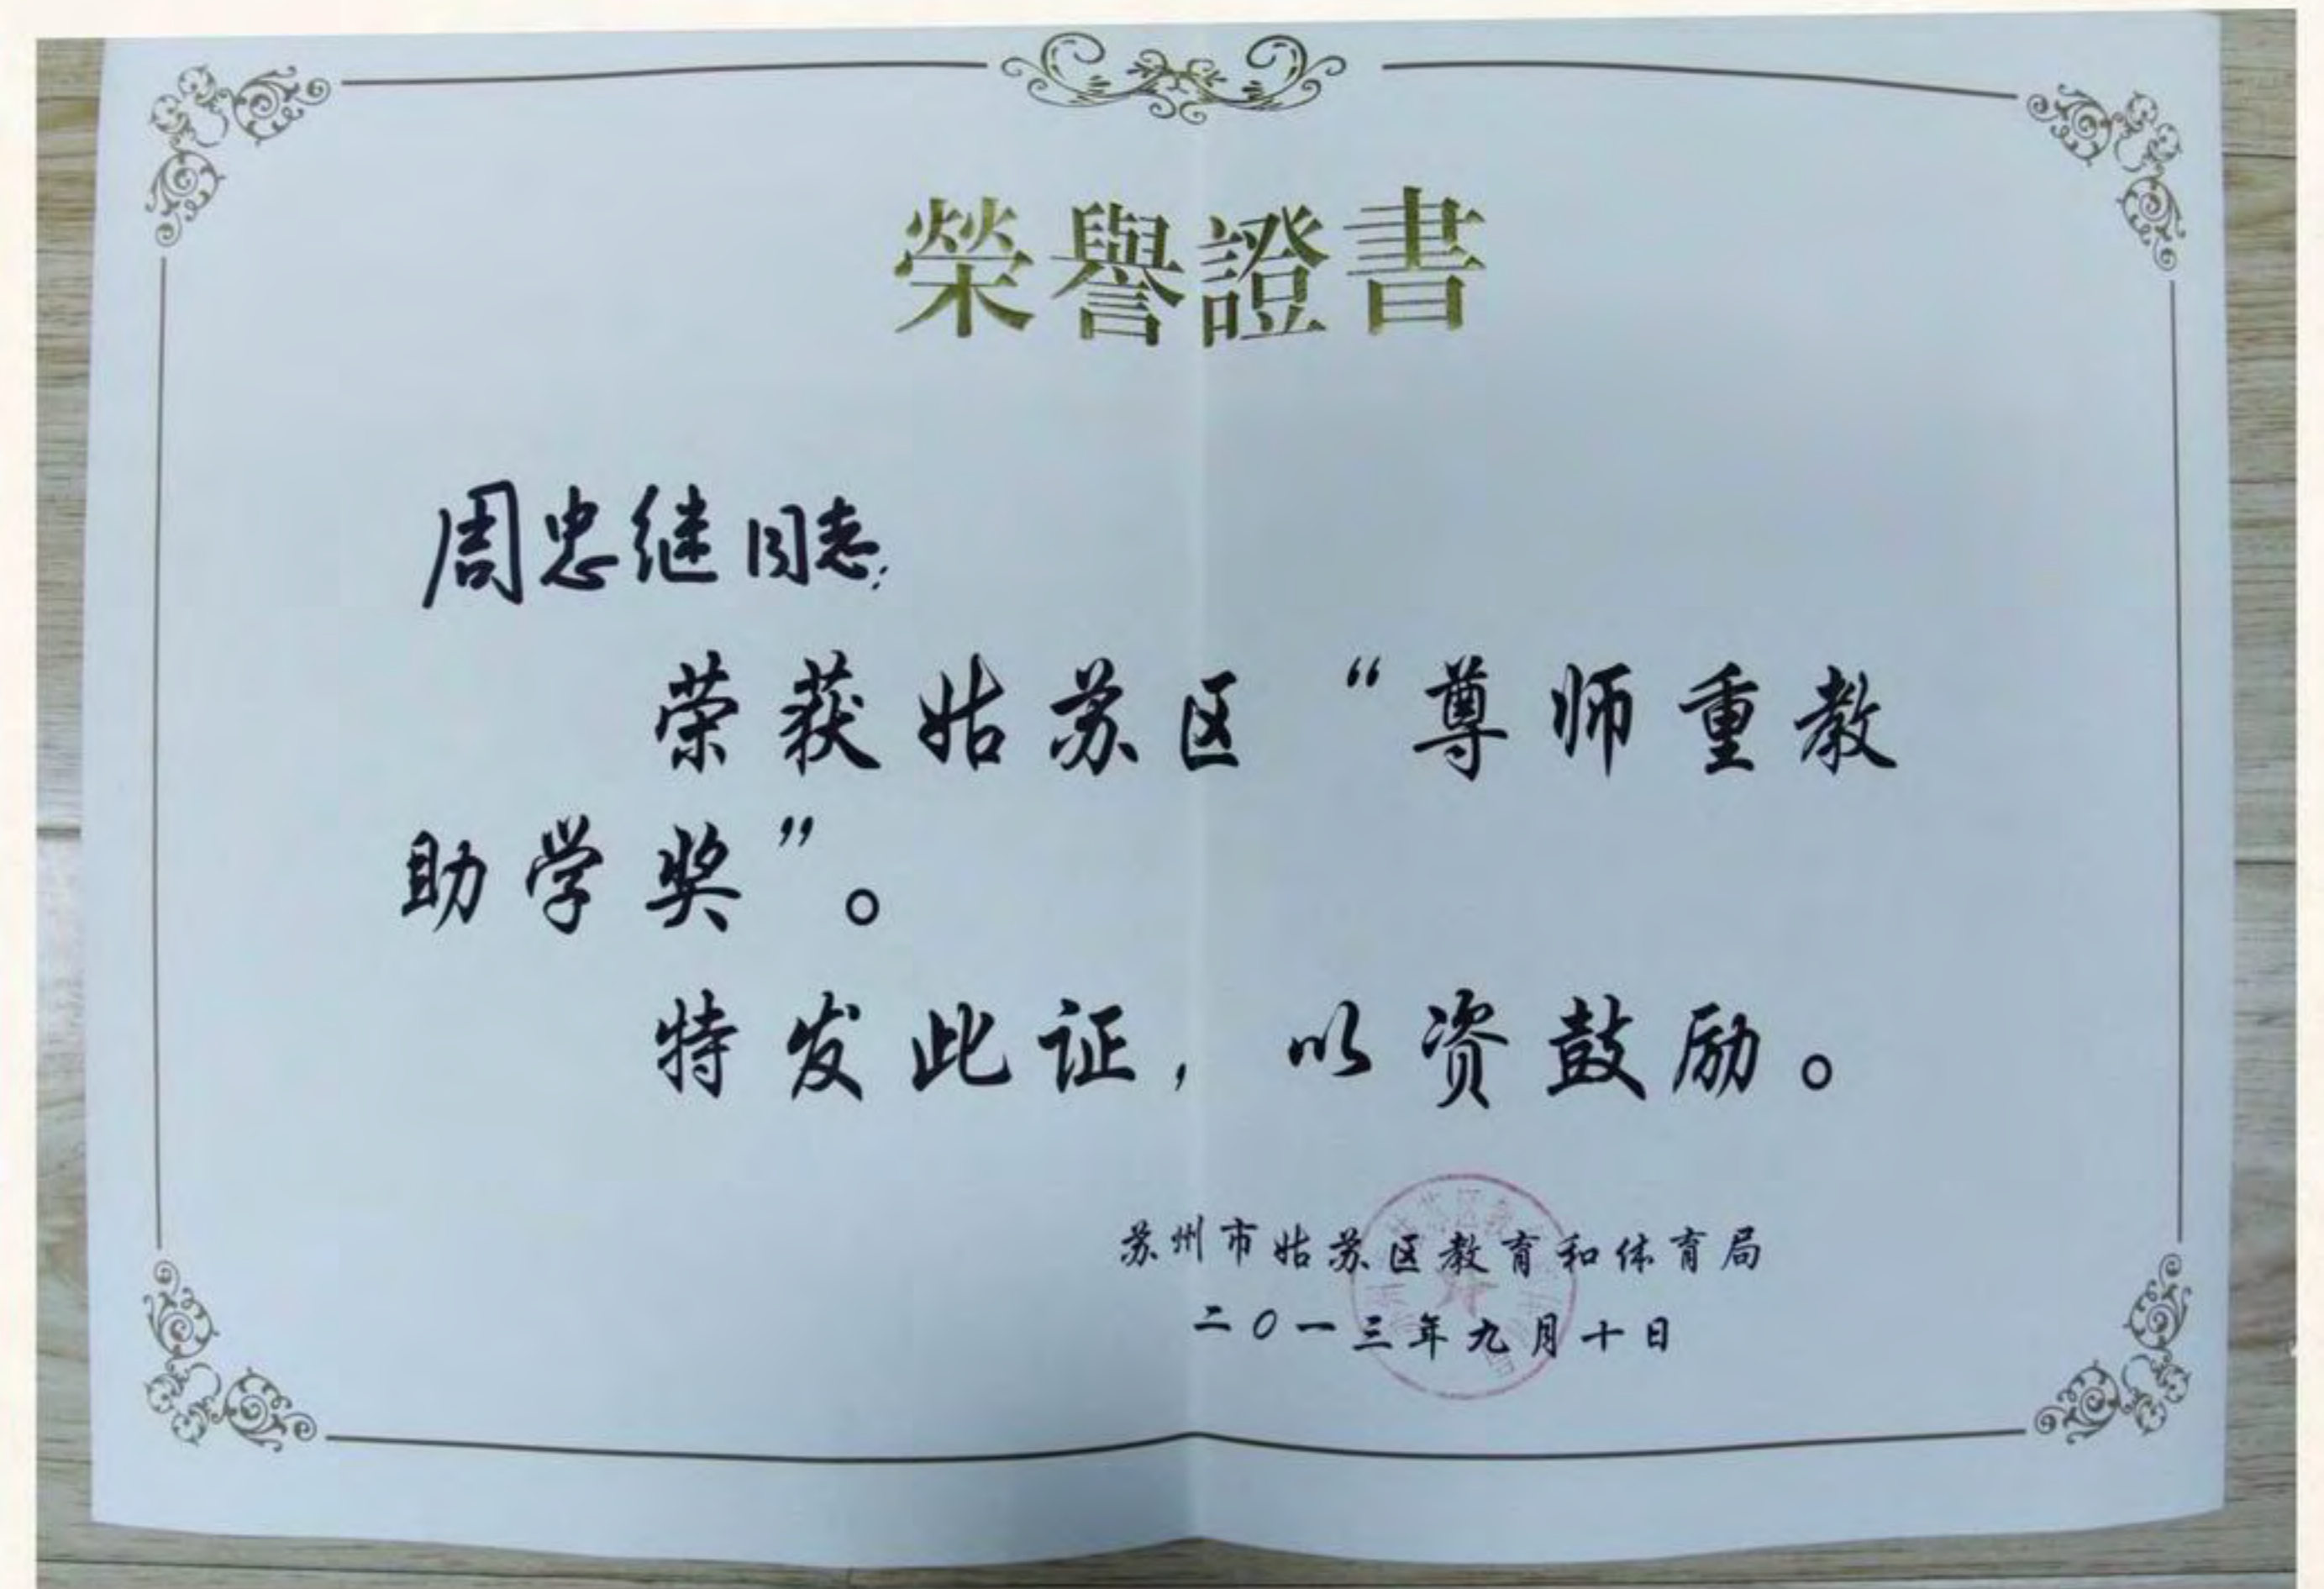 榮譽證書
周忠继同志:
荣获姑苏区“尊师重教
助学奖”。
特发此证，以资鼓励。
苏州市姑苏区教育和体育局
二〇一三年九月十日